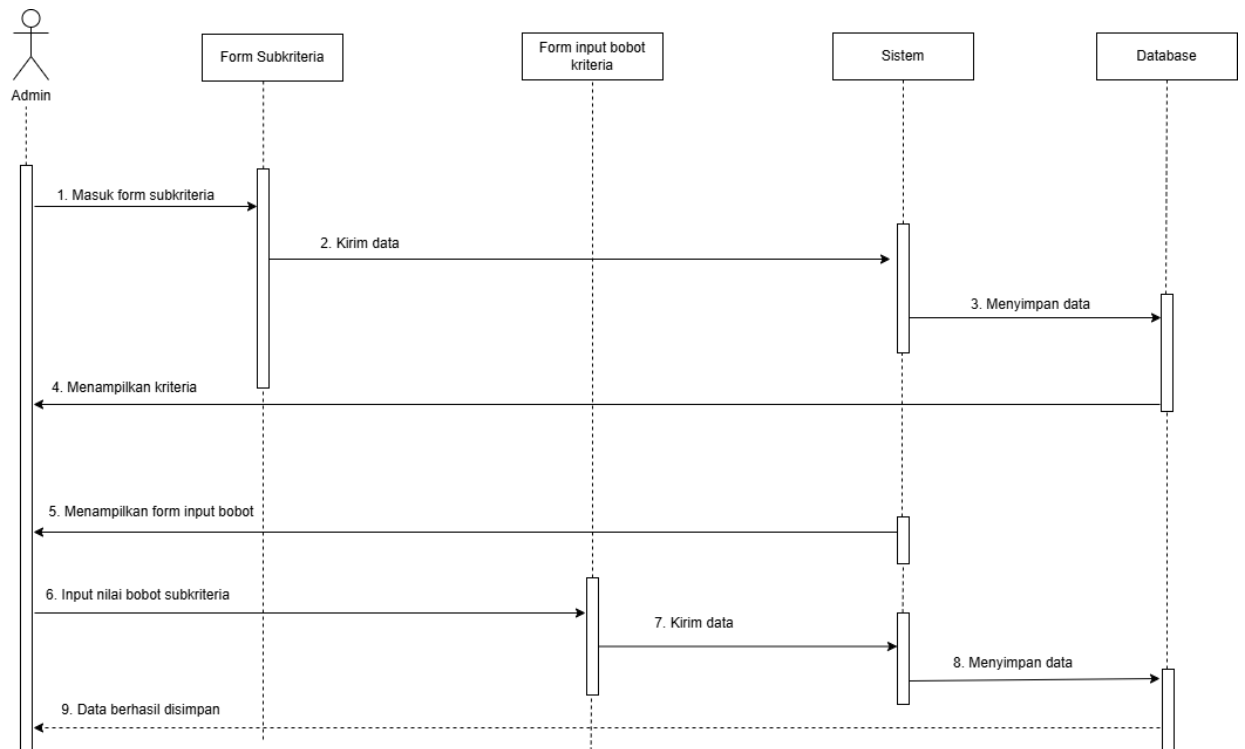 Admin
Form Subkriteria
Form input bobot
kriteria
Sistem
Database
1. Masuk form subkriteria
2. Kirim data
3. Menyimpan data
4. Menampilkan kriteria
5. Menampilkan form input bobot
6. Input nilai bobot subkriteria
7. Kirim data
8. Menyimpan data
9. Data berhasil disimpan